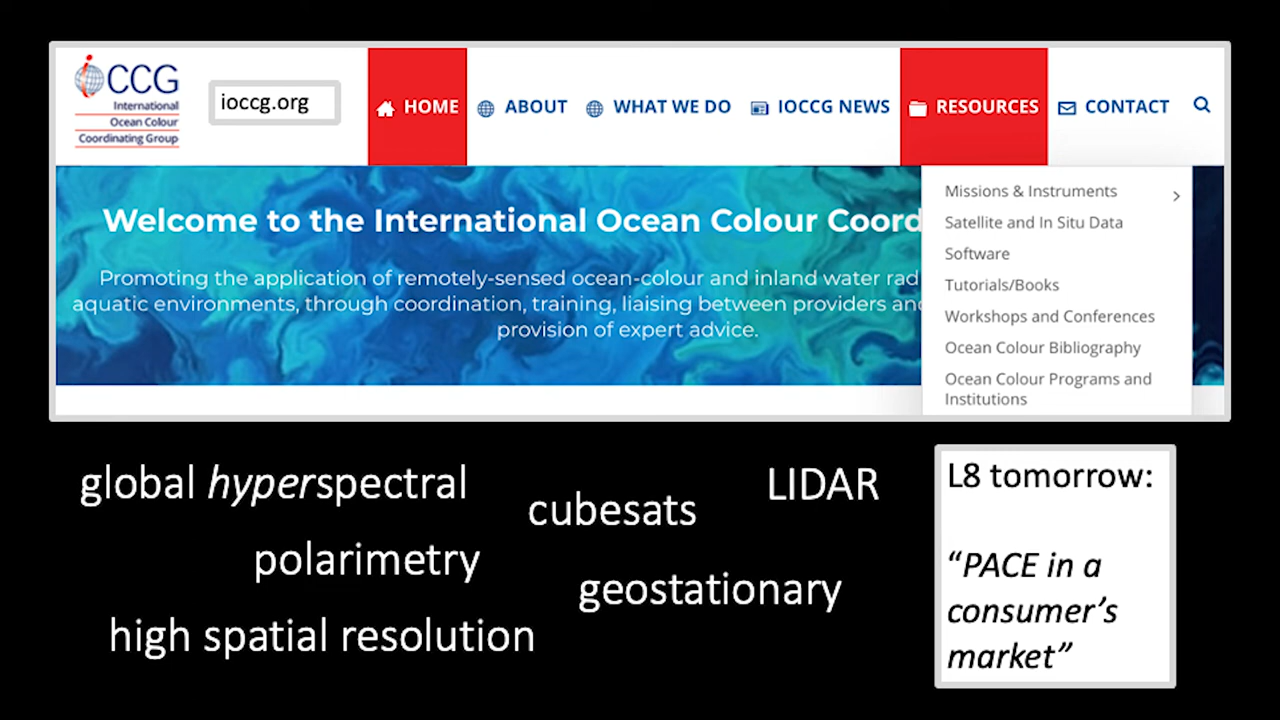 iOCCG
International
Ocean Colour
Coordinating Group
ioccg.org
HOME
ABOUT
WHAT WE DO
IOCCG NEWS
RESOURCES
CONTACT
Missions & Instruments
Satellite and In Situ Data
Software
Tutorials/Books
Workshops and Conferences
Ocean Colour Bibliography
Ocean Colour Programs and
Institutions
Welcome to the International Ocean Colour Coord
Promoting the application of remotely-sensed ocean-colour and inland water rad
aquatic environments, through coordination, training, liaising between providers and
provision of expert advice.
global hyperspectral
cubesats
LIDAR
polarimetry
geostationary
high spatial resolution
L8 tomorrow:
“PACE in a
consumer’s
market”